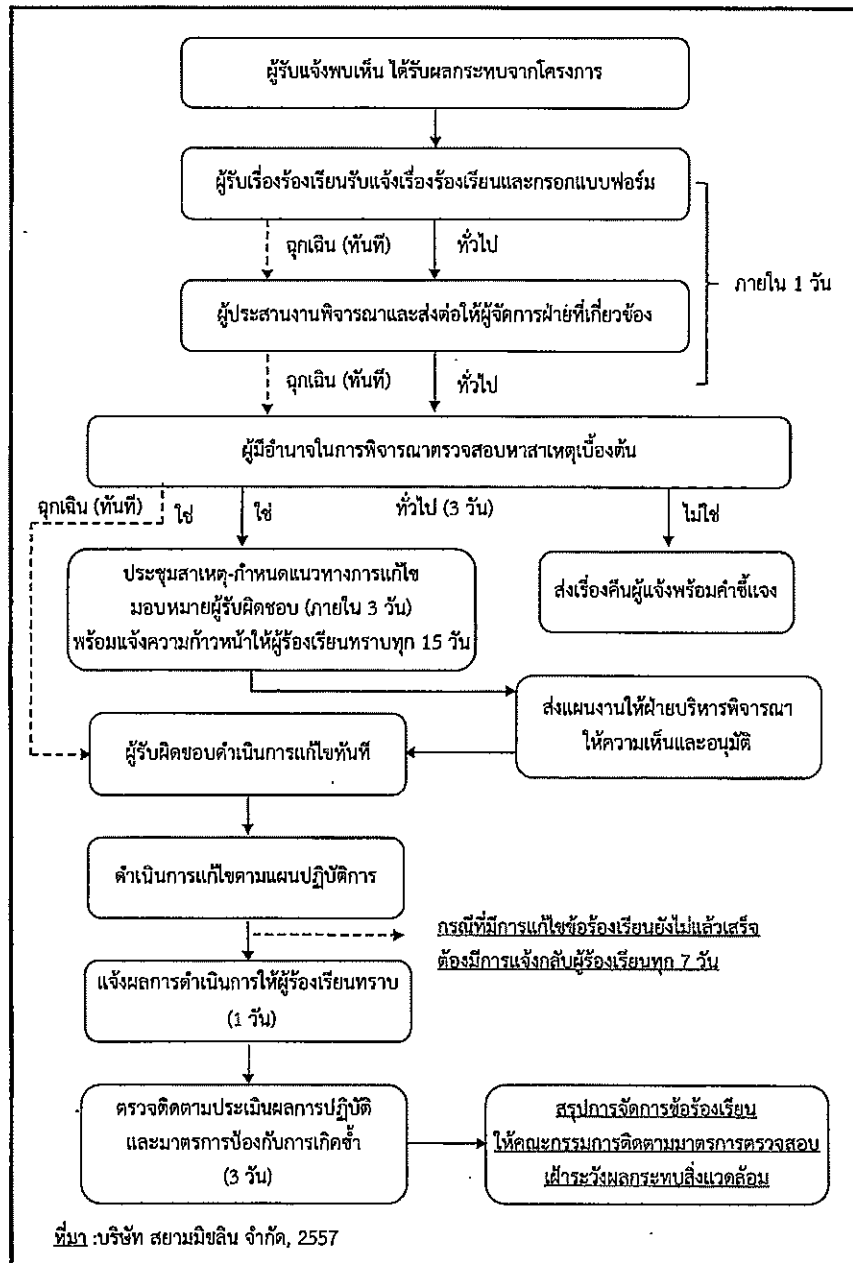 ผู้รับแจ้งพบเห็น ได้รับผลกระทบจากโครงการ
ผู้รับเรื่องร้องเรียนรับแจ้งเรื่องร้องเรียนและกรอกแบบฟอร์ม
ฉุกเฉิน (ทันที)
ทั่วไป
ภายใน 1 วัน
ผู้ประสานงานพิจารณาและส่งต่อให้ผู้จัดการฝ่ายที่เกี่ยวข้อง
ฉุกเฉิน (ทันที)
ทั่วไป
ผู้มีอำนาจในการพิจารณาตรวจสอบหาสาเหตุเบื้องต้น
ฉุกเฉิน (ทันที)
ใช่
ใช่
ทั่วไป (3 วัน)
ไม่ใช่
ประชุมสาเหตุ-กำหนดแนวทางการแก้ไข
มอบหมายผู้รับผิดชอบ (ภายใน 3 วัน)
พร้อมแจ้งความก้าวหน้าให้ผู้ร้องเรียนทราบทุก 15 วัน
ส่งเรื่องคืนผู้แจ้งพร้อมคำชี้แจง
ส่งแผนงานให้ฝ่ายบริหารพิจารณา
ให้ความเห็นและอนุมัติ
ผู้รับผิดชอบดำเนินการแก้ไขทันที
ดำเนินการแก้ไขตามแผนปฏิบัติการ
กรณีที่มีการแก้ไขข้อร้องเรียนยังไม่แล้วเสร็จ
ต้องมีการแจ้งกลับผู้ร้องเรียนทุก 7 วัน
แจ้งผลการดำเนินการให้ผู้ร้องเรียนทราบ
(1 วัน)
ตรวจติดตามประเมินผลการปฏิบัติ
และมาตรการป้องกับการเกิดซ้ำ
(3 วัน)
สรุปการจัดการข้อร้องเรียน
ให้คณะกรรมการติดตามมาตรการตรวจสอบ
เฝ้าระวังผลกระทบสิ่งแวดล้อม
ที่มา :บริษัท สยามมิชลิน จำกัด, 2557